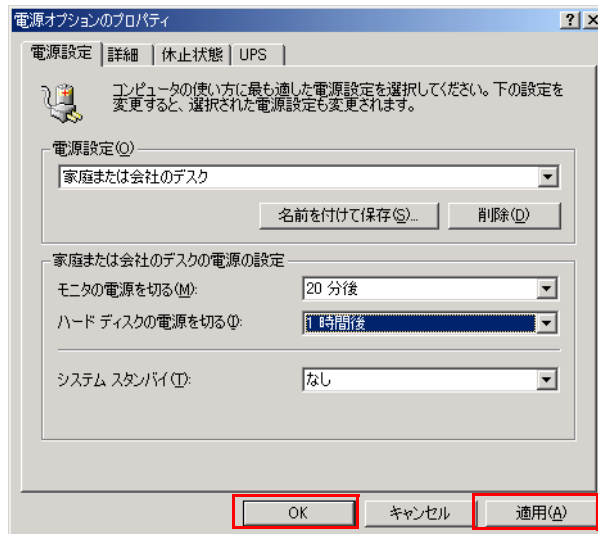 電源オプションのプロパティ
電源設定 詳細 休止状態 UPS
コンピュータの使い方に最も適した電源設定を選択してください。下の設定を
変更すると、選択された電源設定も変更されます。
電源設定(O)
家庭または会社のデスク
名前を付けて保存(S)... 削除(D)
家庭または会社のデスクの電源の設定
モニタの電源を切る(M): 20 分後
ハード ディスクの電源を切る(I): 1 時間後
システム スタンバイ(T): なし
OK キャンセル 適用(A)